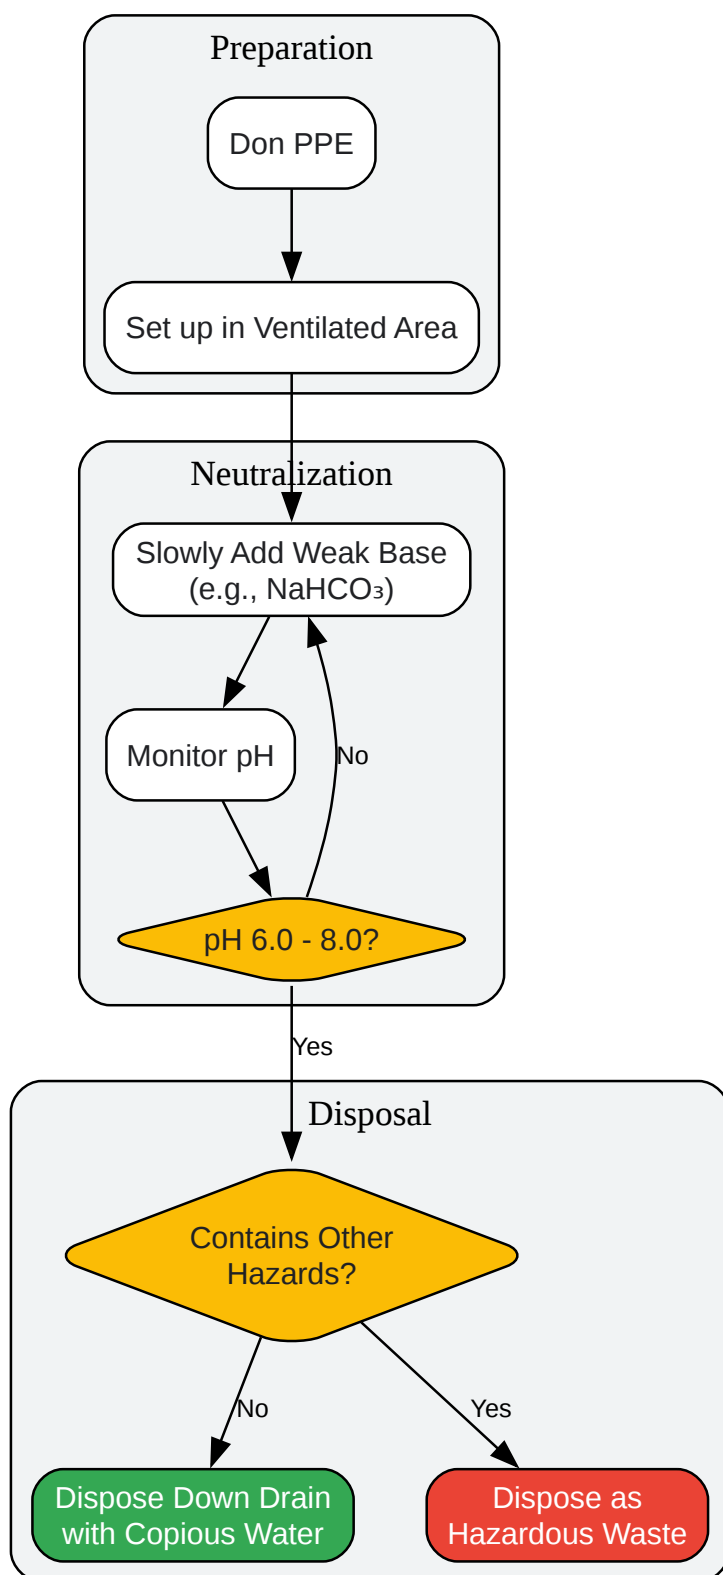 Preparation
Don PPE
Set up in Ventilated Area
Neutralization
Slowly Add Weak Base
(e.g., NaHCO₃)
Monitor pH
No
pH 6.0 - 8.0?
Yes
Disposal
Contains Other
Hazards?
No
Yes
Dispose Down Drain
with Copious Water
Dispose as
Hazardous Waste